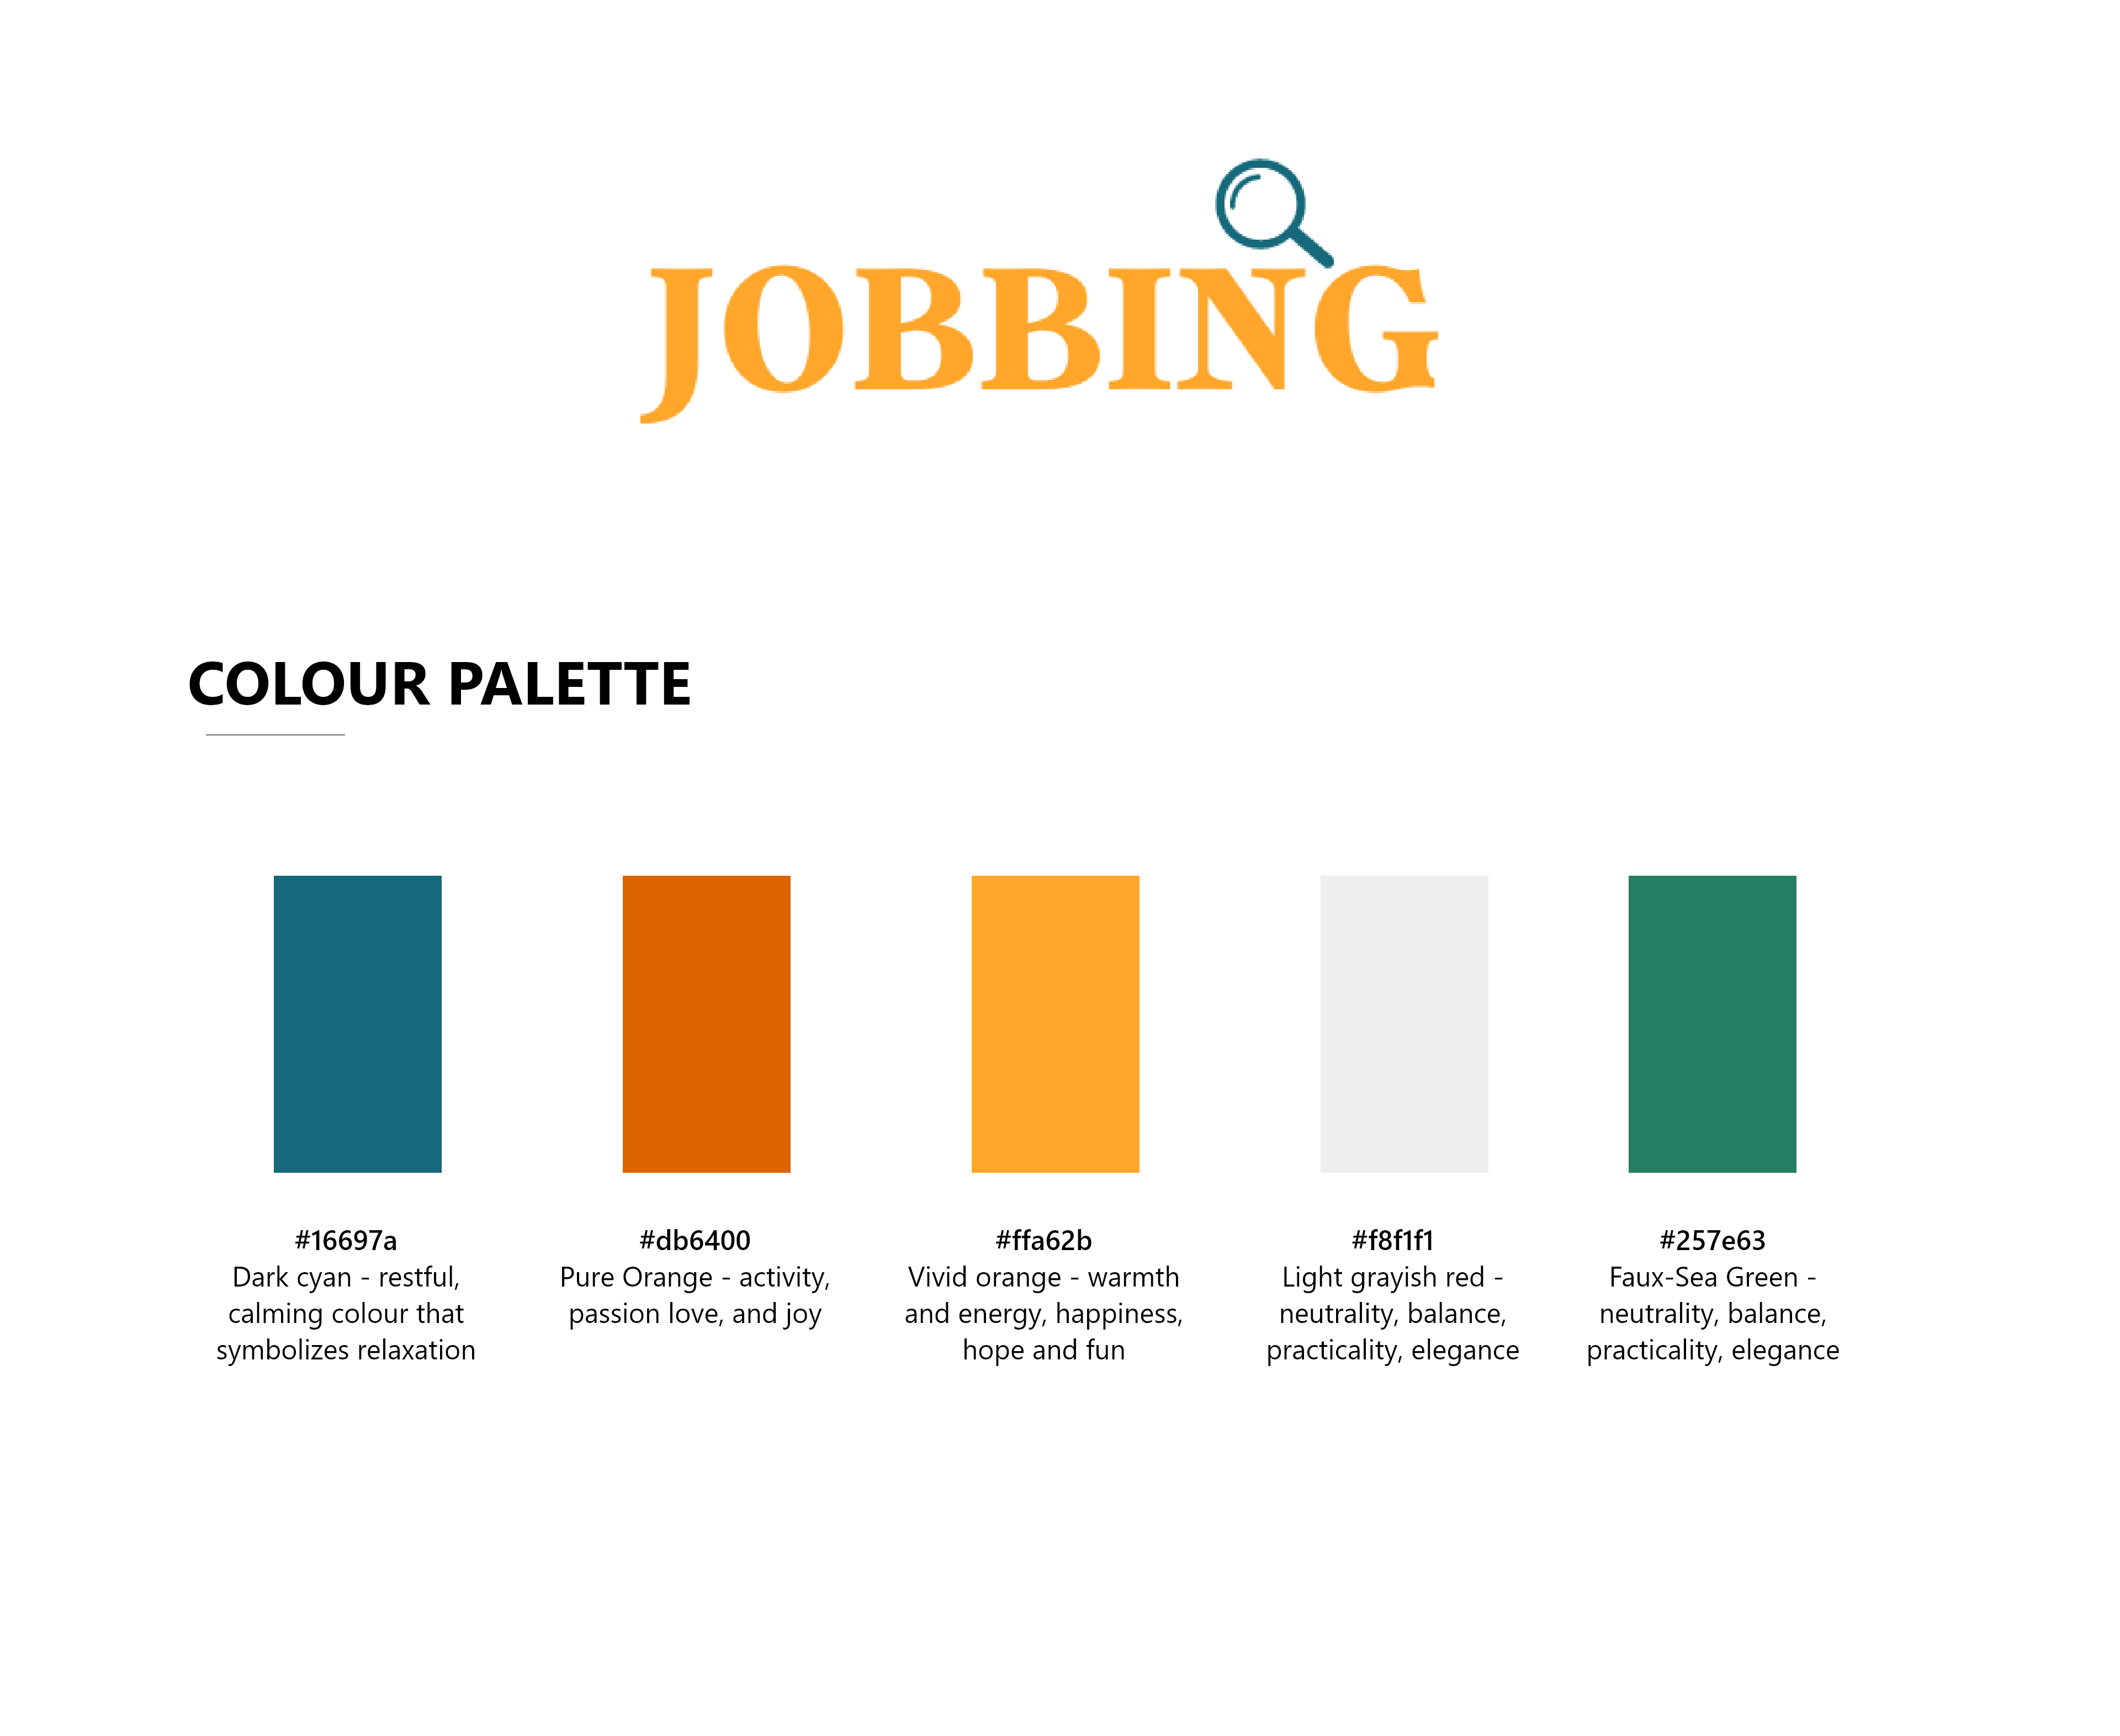 JOBBING
COLOUR PALETTE
#16697a
Dark cyan - restful,
calming colour that
symbolizes relaxation
#db6400
Pure Orange - activity,
passion love, and joy
#ffa62b
Vivid orange - warmth
and energy, happiness,
hope and fun
#f8f1f1
Light grayish red -
neutrality, balance,
practicality, elegance
#257e63
Faux-Sea Green -
neutrality, balance,
practicality, elegance